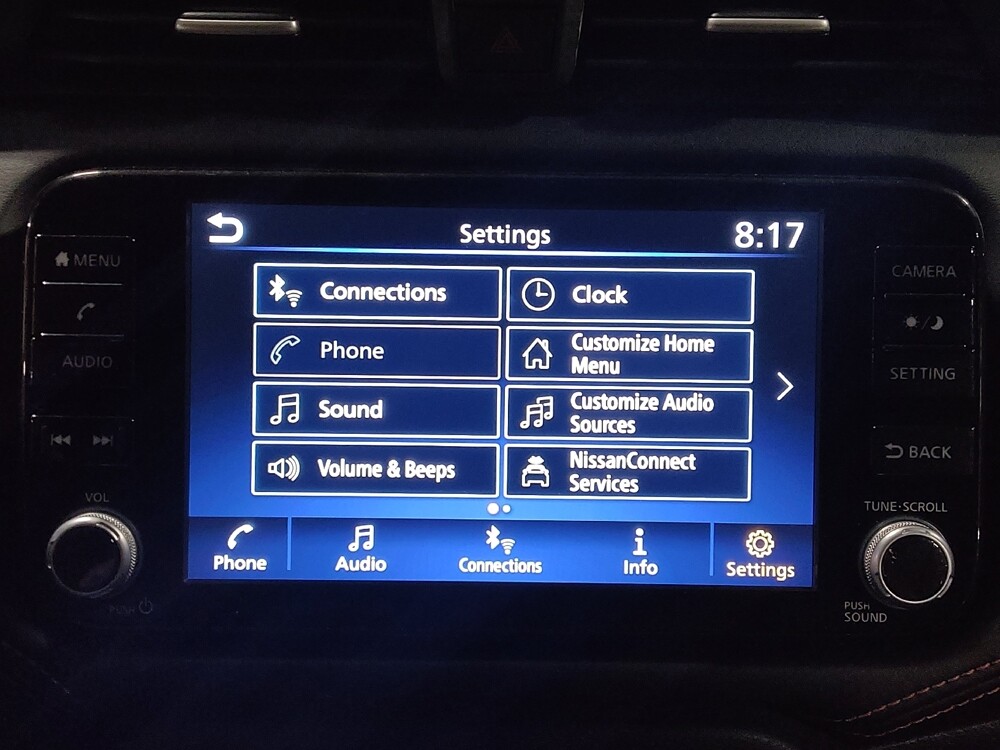 Settings
8:17
MENU
AUDIO
VOL
PUSH
Connections
Phone
Sound
Volume & Beeps
Clock
Customize Home
Menu
Customize Audio
Sources
NissanConnect
Services
Phone
Audio
Connections
Info
Settings
CAMERA
SETTING
BACK
TUNE·SCROLL
PUSH
SOUND